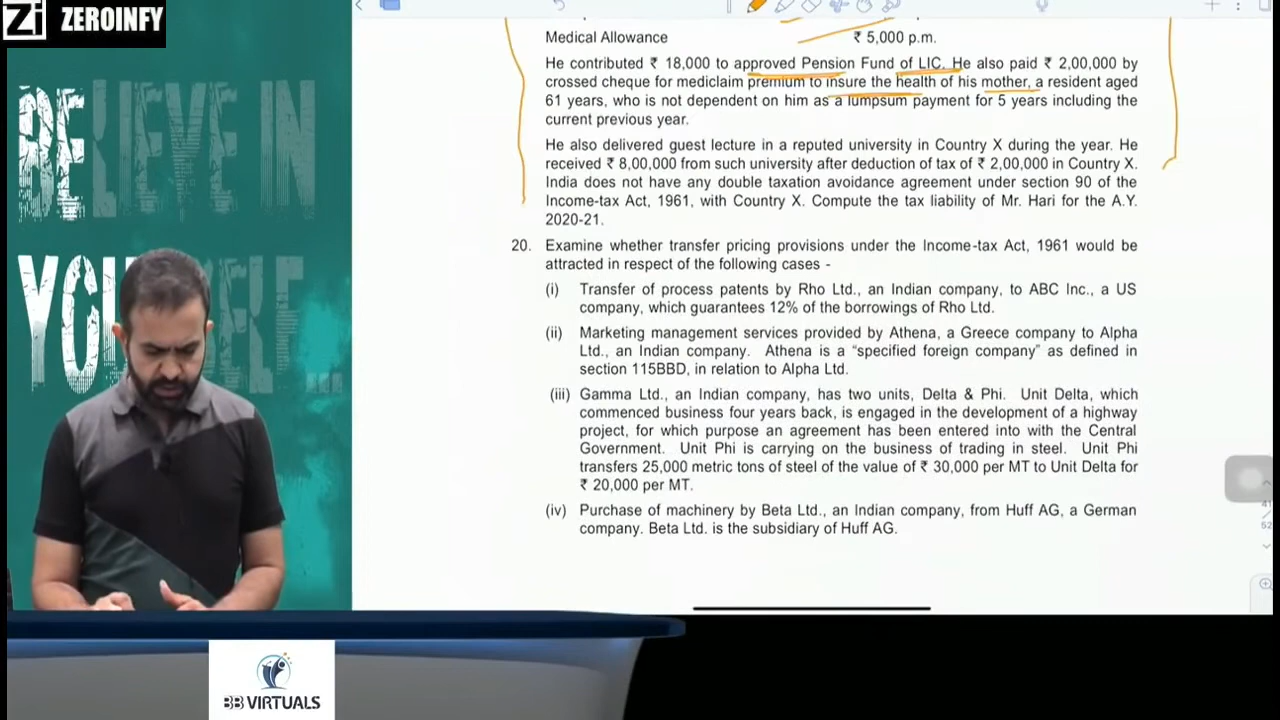 Zi ZEROINFY
BELIEVE IN
Medical Allowance ₹ 5,000 p.m.
He contributed ₹ 18,000 to approved Pension Fund of LIC. He also paid ₹ 2,00,000 by
crossed cheque for mediclaim premium to insure the health of his mother, a resident aged
61 years, who is not dependent on him as a lumpsum payment for 5 years including the
current previous year.
He also delivered guest lecture in a reputed university in Country X during the year. He
received ₹ 8,00,000 from such university after deduction of tax of ₹ 2,00,000 in Country X.
India does not have any double taxation avoidance agreement under section 90 of the
Income-tax Act, 1961, with Country X. Compute the tax liability of Mr. Hari for the A.Y.
2020-21.
20. Examine whether transfer pricing provisions under the Income-tax Act, 1961 would be
attracted in respect of the following cases -
(i) Transfer of process patents by Rho Ltd., an Indian company, to ABC Inc., a US
company, which guarantees 12% of the borrowings of Rho Ltd.
(ii) Marketing management services provided by Athena, a Greece company to Alpha
Ltd., an Indian company. Athena is a “specified foreign company” as defined in
section 115BBD, in relation to Alpha Ltd.
(iii) Gamma Ltd., an Indian company, has two units, Delta & Phi. Unit Delta, which
commenced business four years back, is engaged in the development of a highway
project, for which purpose an agreement has been entered into with the Central
Government. Unit Phi is carrying on the business of trading in steel. Unit Phi
transfers 25,000 metric tons of steel of the value of ₹ 30,000 per MT to Unit Delta for
₹ 20,000 per MT.
(iv) Purchase of machinery by Beta Ltd., an Indian company, from Huff AG, a German
company. Beta Ltd. is the subsidiary of Huff AG.
BB VIRTUALS